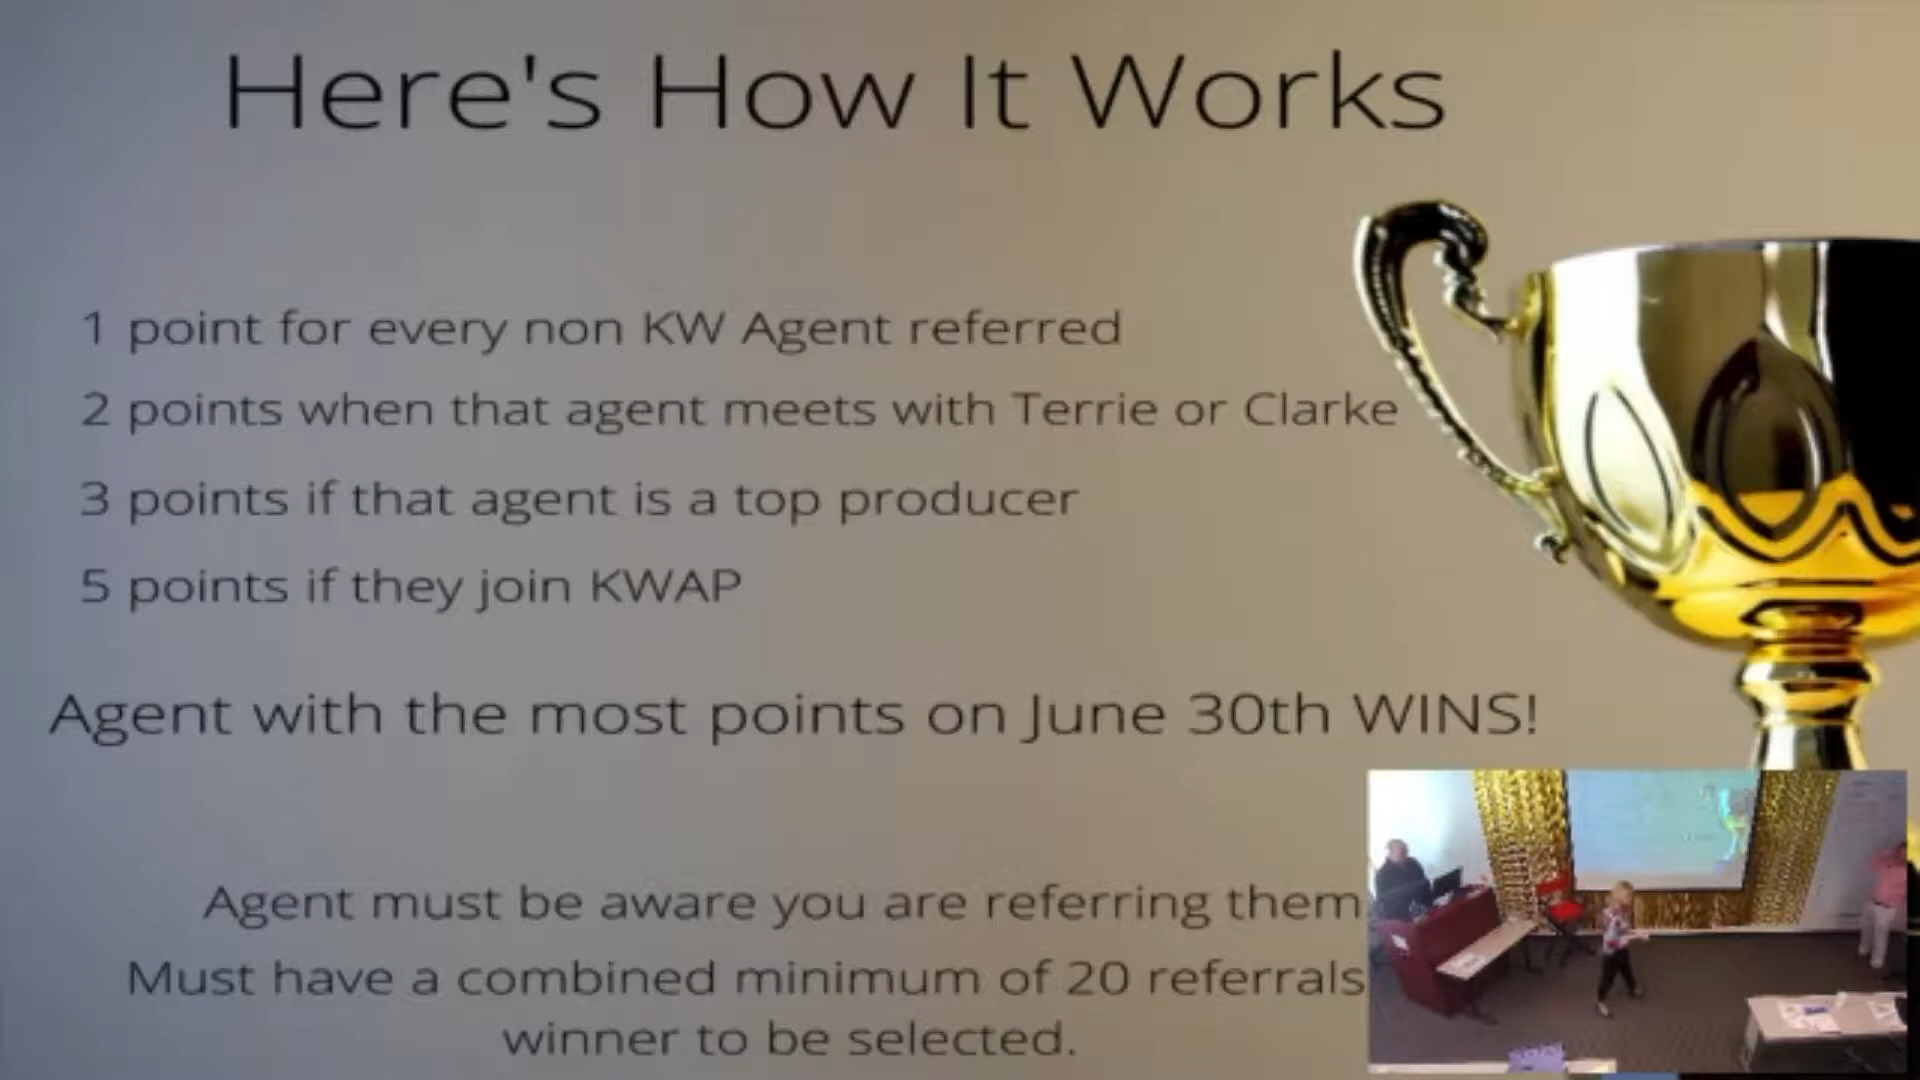 Here's How It Works
1 point for every non KW Agent referred
2 points when that agent meets with Terrie or Clarke
3 points if that agent is a top producer
5 points if they join KWAP
Agent with the most points on June 30th WINS!
Agent must be aware you are referring them
Must have a combined minimum of 20 referrals
winner to be selected.